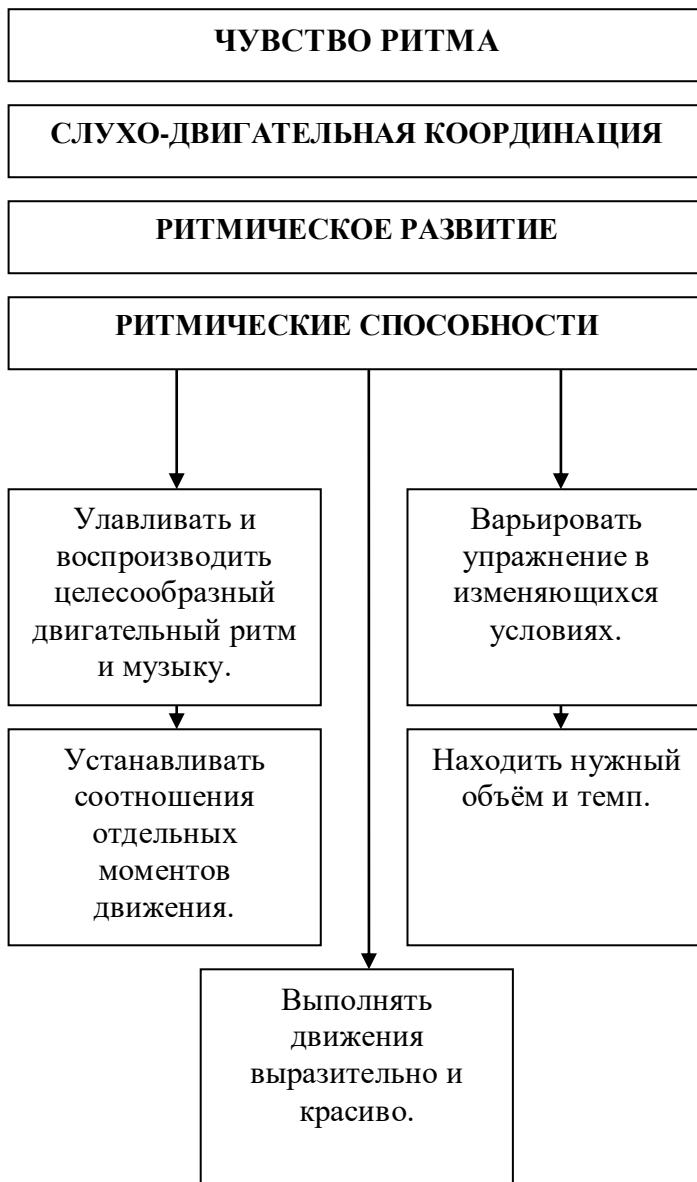 ЧУВСТВО РИТМА
СЛУХО-ДВИГАТЕЛЬНАЯ КООРДИНАЦИЯ
РИТМИЧЕСКОЕ РАЗВИТИЕ
РИТМИЧЕСКИЕ СПОСОБНОСТИ
Улавливать и
воспроизводить
целесообразный
двигательный ритм
и музыку.
Варьировать
упражнение в
изменяющихся
условиях.
Устанавливать
соотношения
отдельных
моментов
движения.
Находить нужный
объём и темп.
Выполнять
движения
выразительно и
красиво.